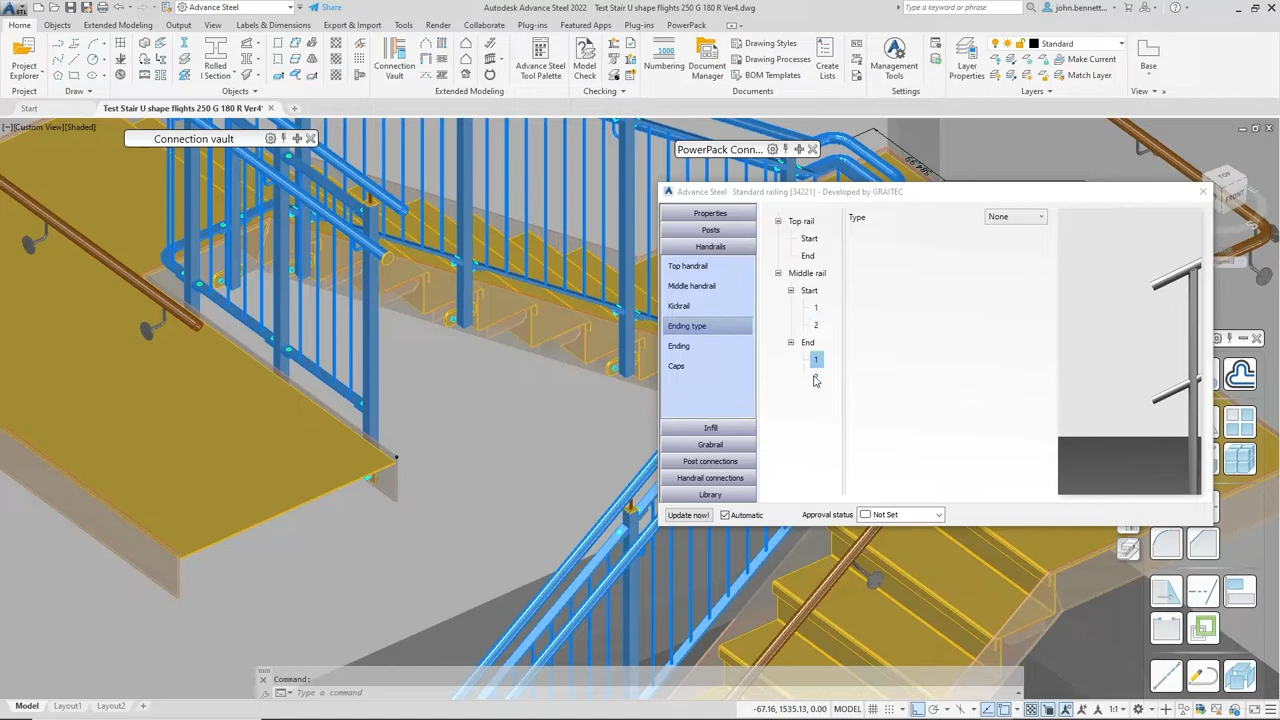 STL
Advance Steel
Share
Autodesk Advance Steel 2022
Test Stair U shape flights 250 G 180 R Ver4.dwg
Type a keyword or phrase
john.bennett...
Home
Extended Modeling
Output
View
Labels & Dimensions
Export & Import
Tools
Render
Collaborate
Plug-ins
Featured Apps
Plug-ins
PowerPack
Project
Explorer
Rolled
I Section
Connection
Vault
Advance Steel
Tool Palette
Model
Check
1000
Numbering
Document
Manager
Drawing Styles
Drawing Processes
BOM Templates
Create
Lists
Management
Tools
Layer
Properties
Standard
Make Current
Match Layer
Base
Project
Draw
Objects
Extended Modeling
Checking
Documents
Settings
Layers
View
Start
Test Stair U shape flights 250 G 180 R Ver4*
[−][Custom View][Shaded]
Connection vault
PowerPack Conn...
TOP
Advance Steel Standard railing [34221] - Developed by GRAITEC
Properties
Posts
Handrails
Top handrail
Middle handrail
Kickrail
Ending type
Ending
Caps
Infill
Grabrail
Post connections
Handrail connections
Library
Top rail
Start
End
Middle rail
Start
1
2
End
1
Type
None
Update now!
Automatic
Approval status
Not Set
Command:
Type a command
Model
Layout1
Layout2
-67.16, 1535.13, 0.00
MODEL
1:1